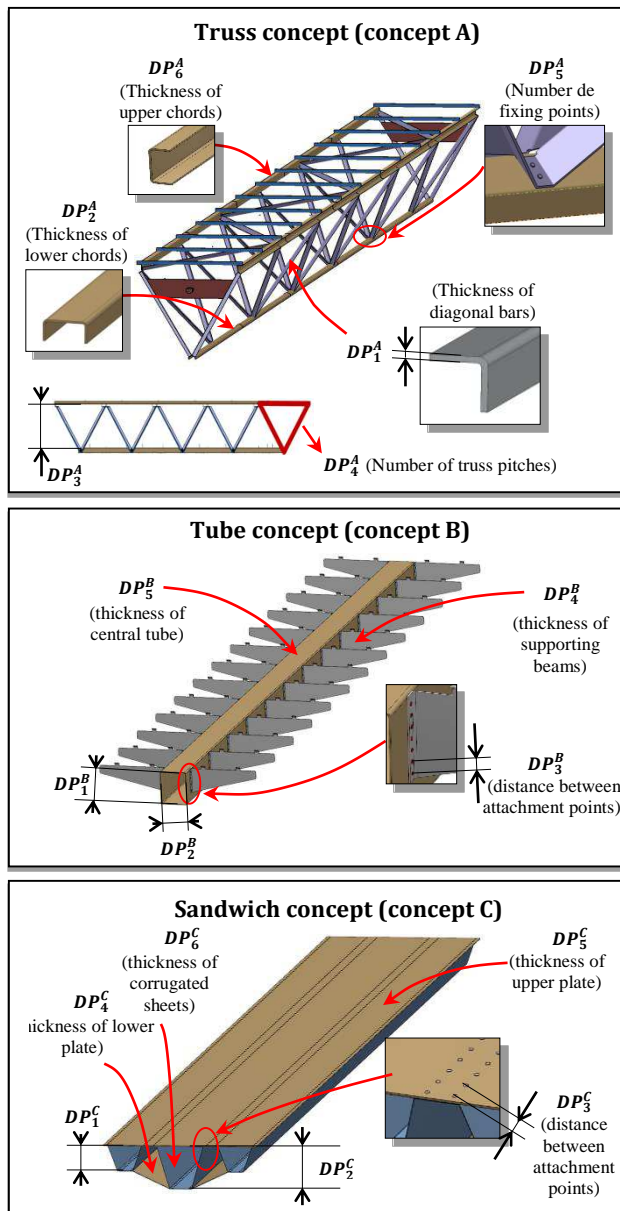 Truss concept (concept A)
DP₆ᴬ
(Thickness of
upper chords)
DP₅ᴬ
(Number de
fixing points)
DP₂ᴬ
(Thickness of
lower chords)
(Thickness of
diagonal bars)
DP₁ᴬ
DP₃ᴬ
DP₄ᴬ (Number of truss pitches)
Tube concept (concept B)
DP₅ᴮ
(thickness of
central tube)
DP₄ᴮ
(thickness of
supporting
beams)
DP₁ᴮ
DP₂ᴮ
DP₃ᴮ
(distance between
attachment points)
Sandwich concept (concept C)
DP₆ᶜ
(thickness of
corrugated
sheets)
DP₅ᶜ
(thickness of
upper plate)
DP₄ᶜ
hickness of lower
plate)
DP₁ᶜ
DP₂ᶜ
DP₃ᶜ
(distance
between
attachment
points)